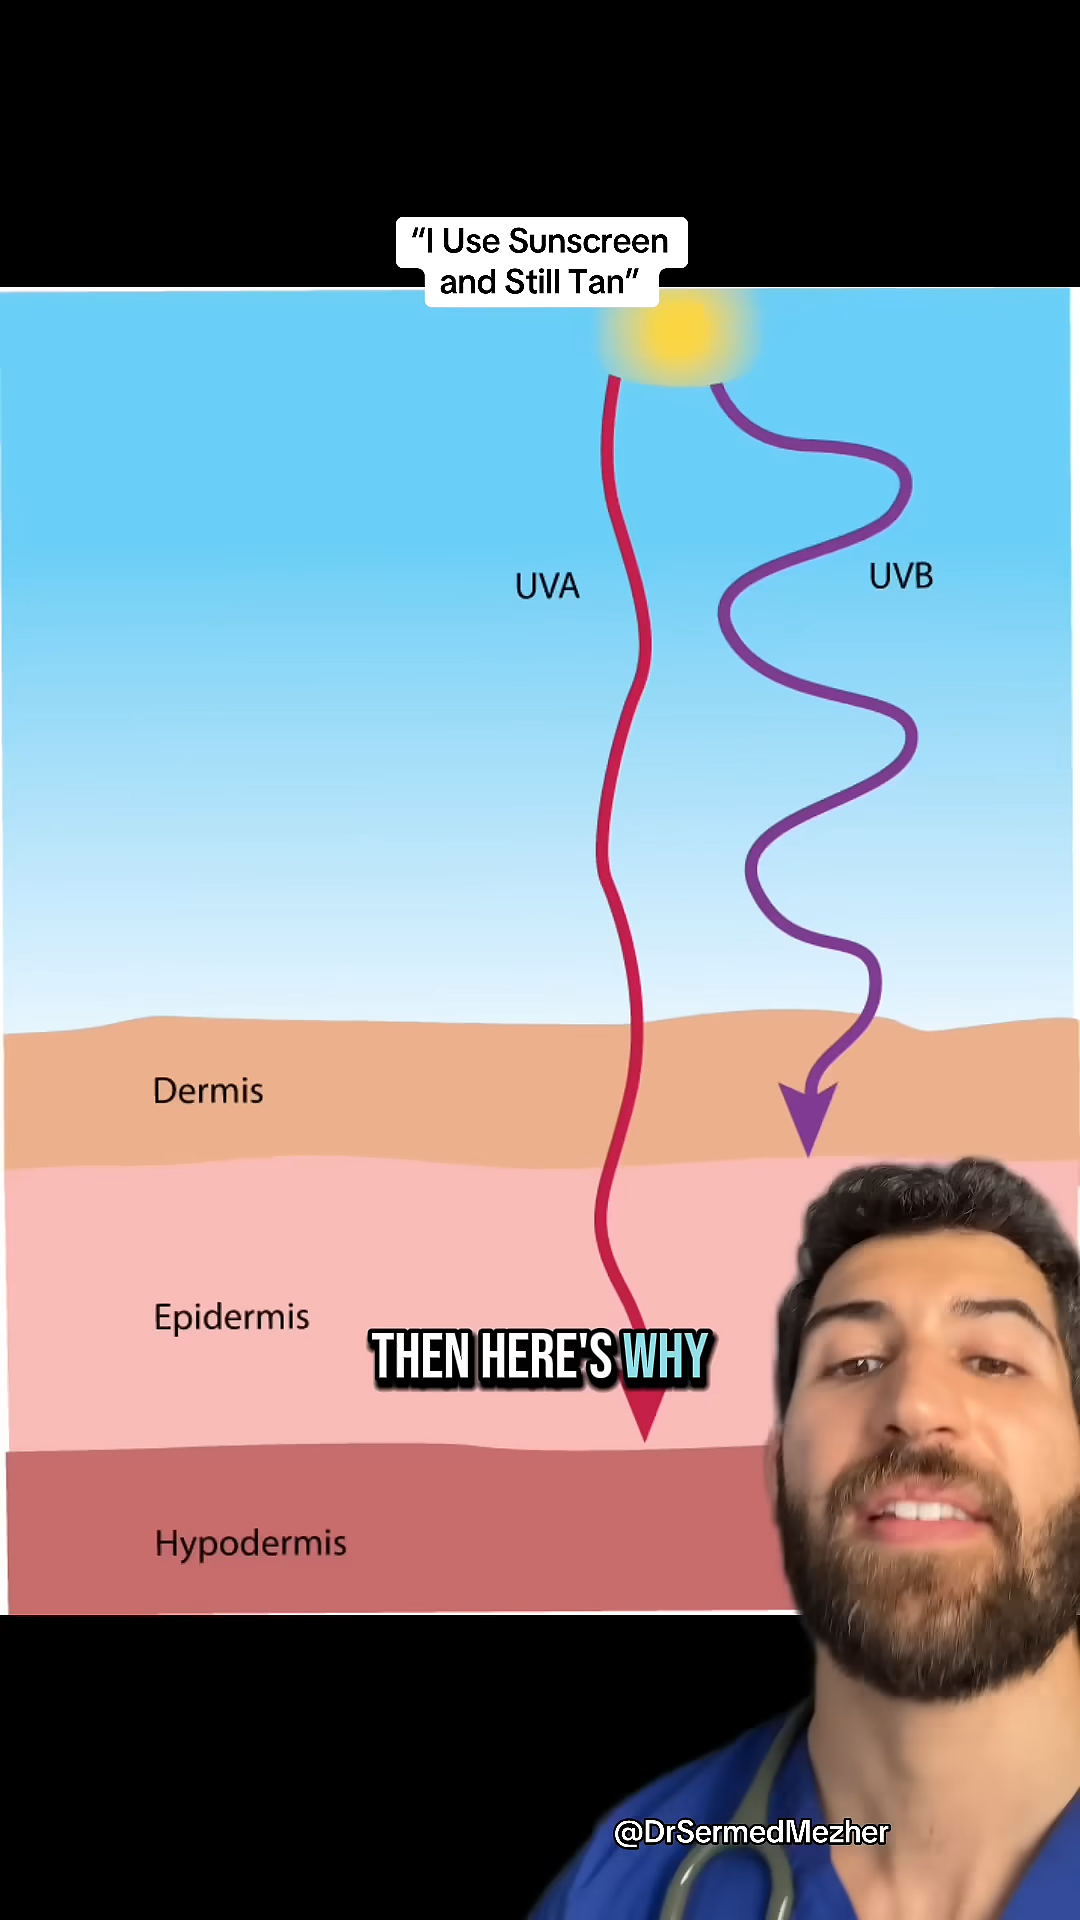 “I Use Sunscreen
and Still Tan”
UVA
UVB
Dermis
Epidermis
THEN HERE'S WHY
Hypodermis
@DrSermedMezher